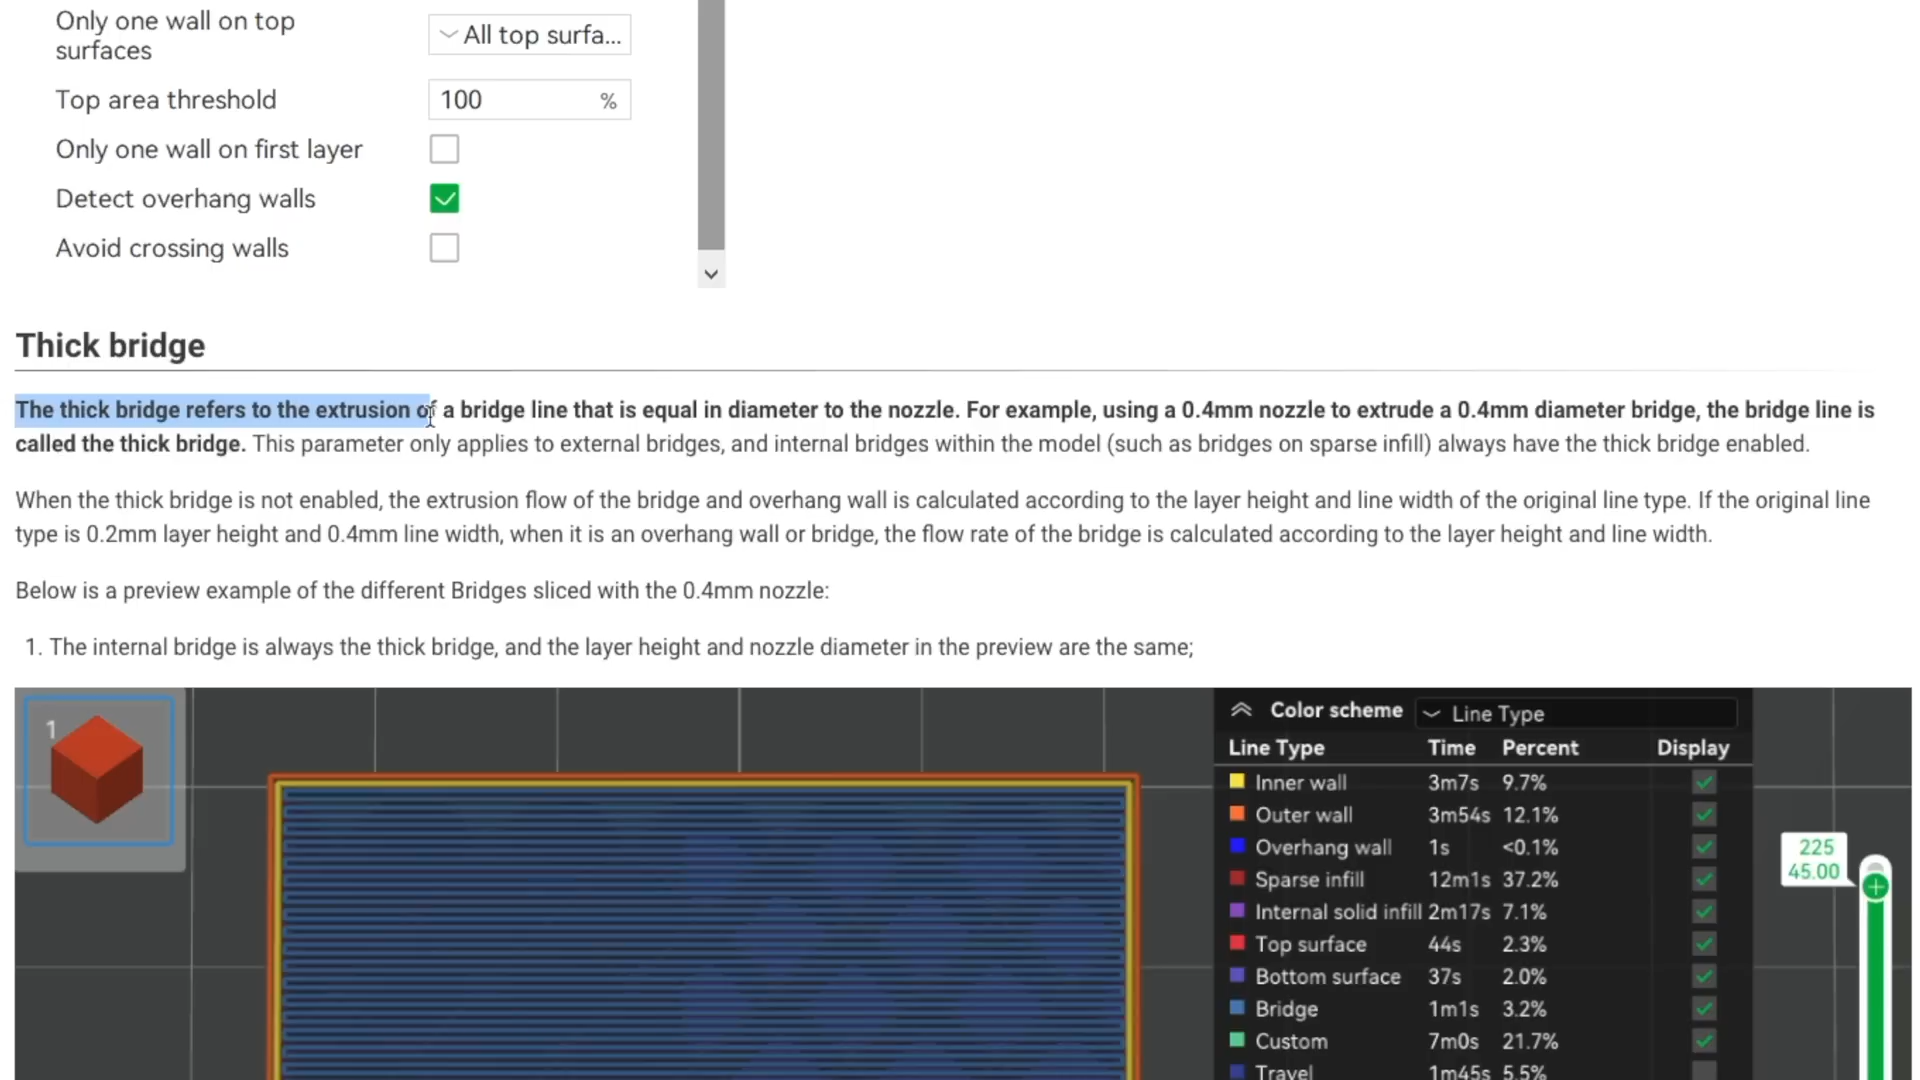 Only one wall on top
surfaces
All top surfa...
Top area threshold
100 %
Only one wall on first layer
Detect overhang walls
Avoid crossing walls
Thick bridge
The thick bridge refers to the extrusion of a bridge line that is equal in diameter to the nozzle. For example, using a 0.4mm nozzle to extrude a 0.4mm diameter bridge, the bridge line is
called the thick bridge. This parameter only applies to external bridges, and internal bridges within the model (such as bridges on sparse infill) always have the thick bridge enabled.
When the thick bridge is not enabled, the extrusion flow of the bridge and overhang wall is calculated according to the layer height and line width of the original line type. If the original line
type is 0.2mm layer height and 0.4mm line width, when it is an overhang wall or bridge, the flow rate of the bridge is calculated according to the layer height and line width.
Below is a preview example of the different Bridges sliced with the 0.4mm nozzle:
1. The internal bridge is always the thick bridge, and the layer height and nozzle diameter in the preview are the same;
1
Color scheme Line Type
Line Type Time Percent Display
Inner wall 3m7s 9.7%
Outer wall 3m54s 12.1%
Overhang wall 1s <0.1%
Sparse infill 12m1s 37.2%
Internal solid infill 2m17s 7.1%
Top surface 44s 2.3%
Bottom surface 37s 2.0%
Bridge 1m1s 3.2%
Custom 7m0s 21.7%
Travel 1m45s 5.5%
225
45.00